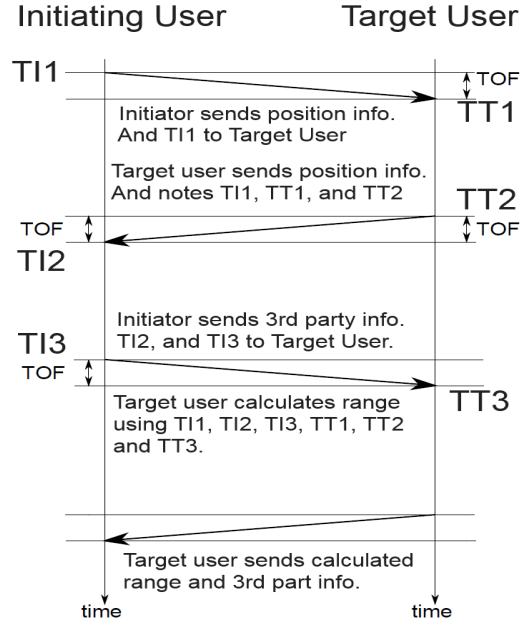 Initiating User
Target User
TI1
TOF
TT1
Initiator sends position info.
And TI1 to Target User
Target user sends position info.
And notes TI1, TT1, and TT2
TT2
TOF
TOF
TI2
Initiator sends 3rd party info.
TI2, and TI3 to Target User.
TI3
TOF
TT3
Target user calculates range
using TI1, TI2, TI3, TT1, TT2
and TT3.
Target user sends calculated
range and 3rd part info.
time
time